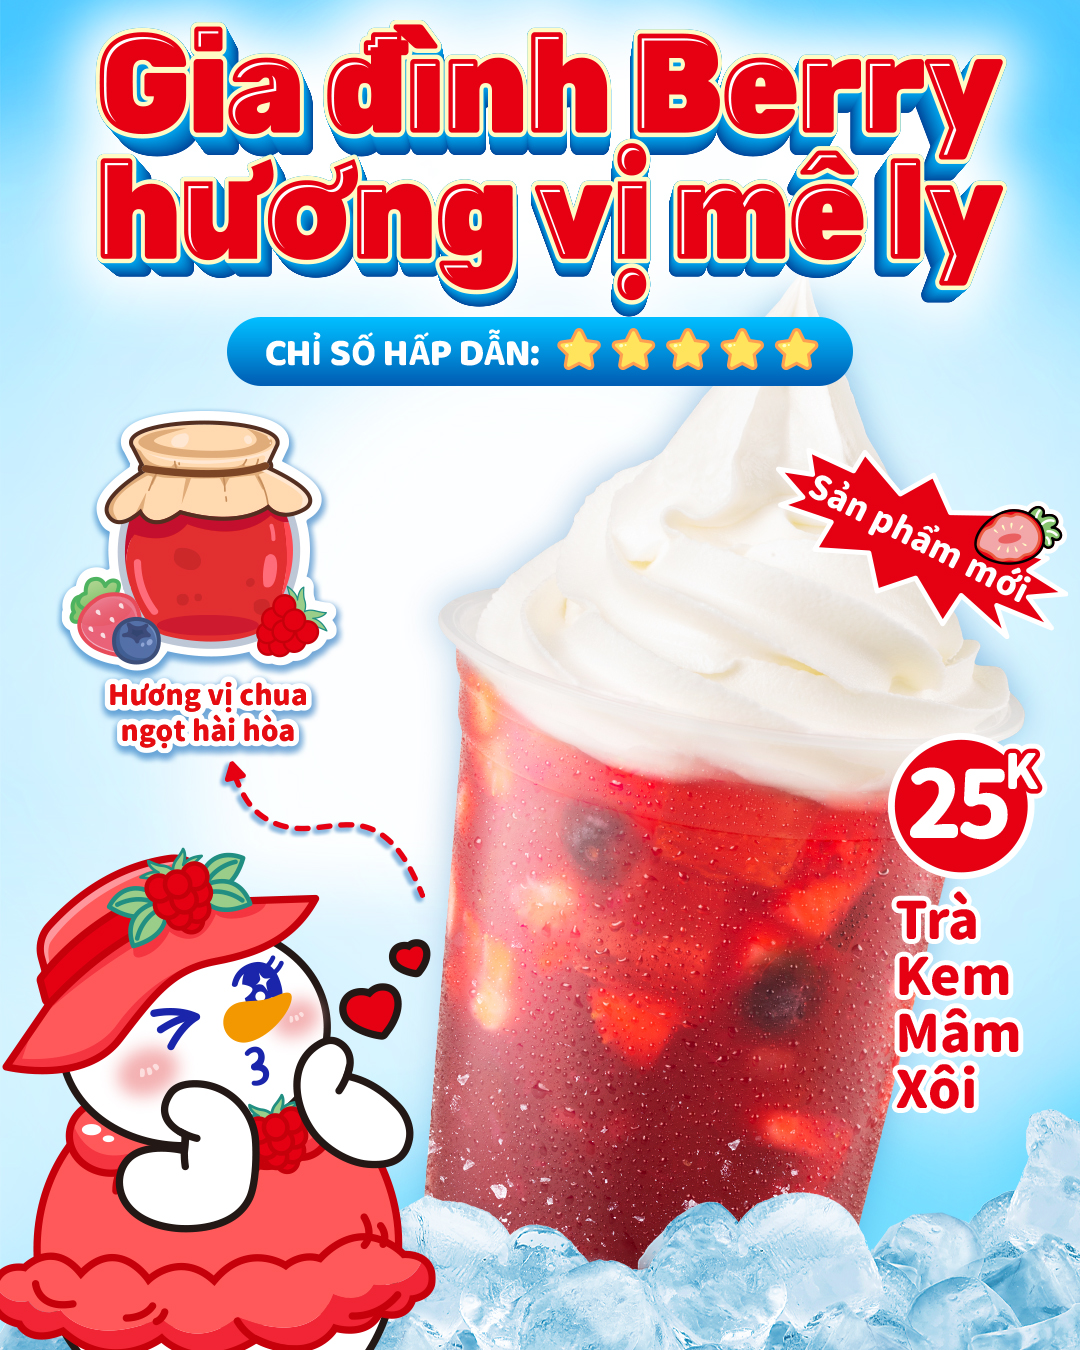 Gia đình Berry
hương vị mê ly
CHỈ SỐ HẤP DẪN:
Sản phẩm mới
Hương vị chua
ngọt hài hòa
25K
Trà
Kem
Mâm
Xôi